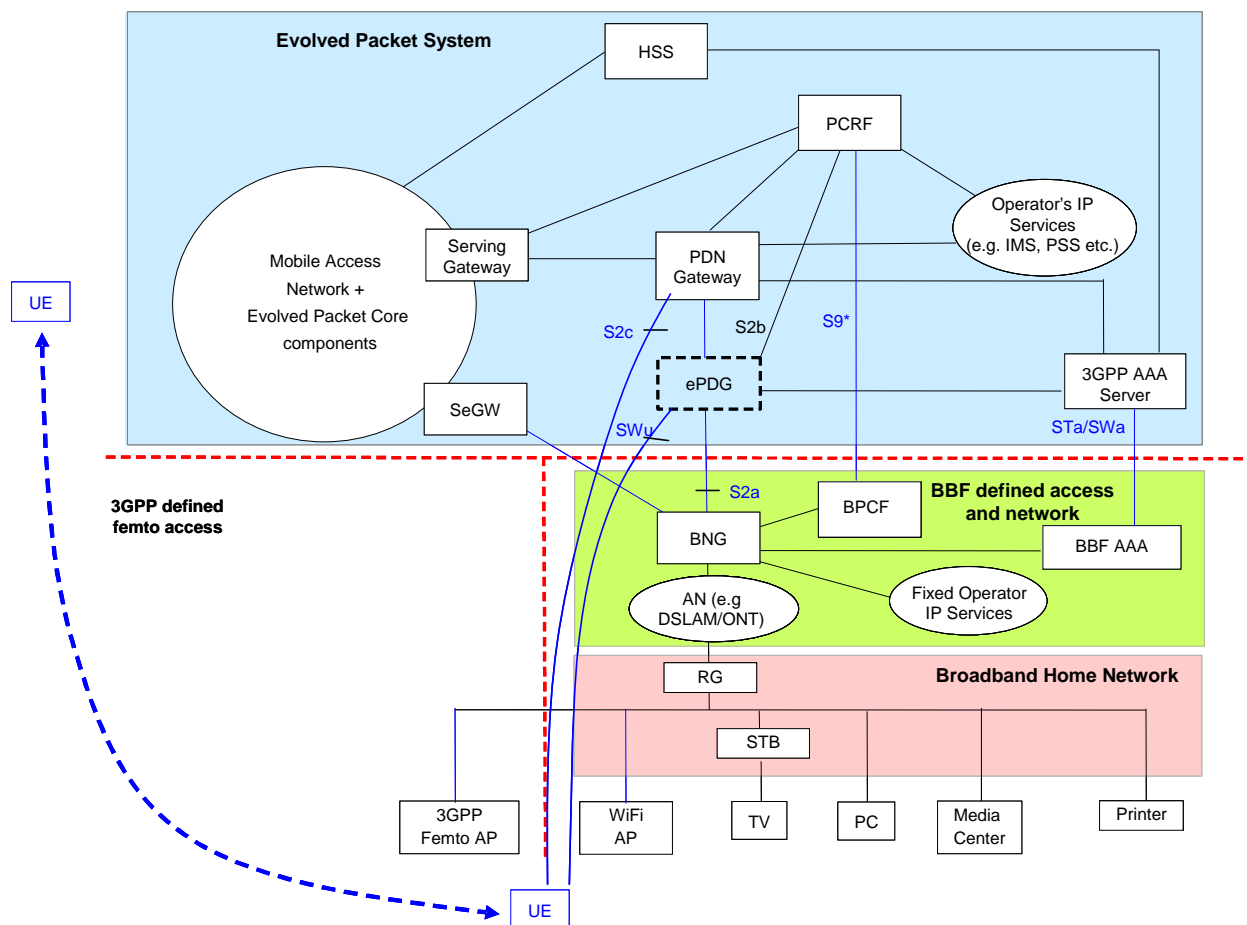 Evolved Packet System
HSS
PCRF
Operator's IP
Services
(e.g. IMS, PSS etc.)
Serving
Gateway
PDN
Gateway
Mobile Access
Network +
Evolved Packet Core
components
UE
S2c
S2b
S9*
ePDG
3GPP AAA
Server
SeGW
SWu
STa/SWa
3GPP defined
femto access
S2a
BPCF
BBF defined access
and network
BNG
BBF AAA
AN (e.g
DSLAM/ONT)
Fixed Operator
IP Services
RG
Broadband Home Network
STB
3GPP
Femto AP
WiFi
AP
TV
PC
Media
Center
Printer
UE